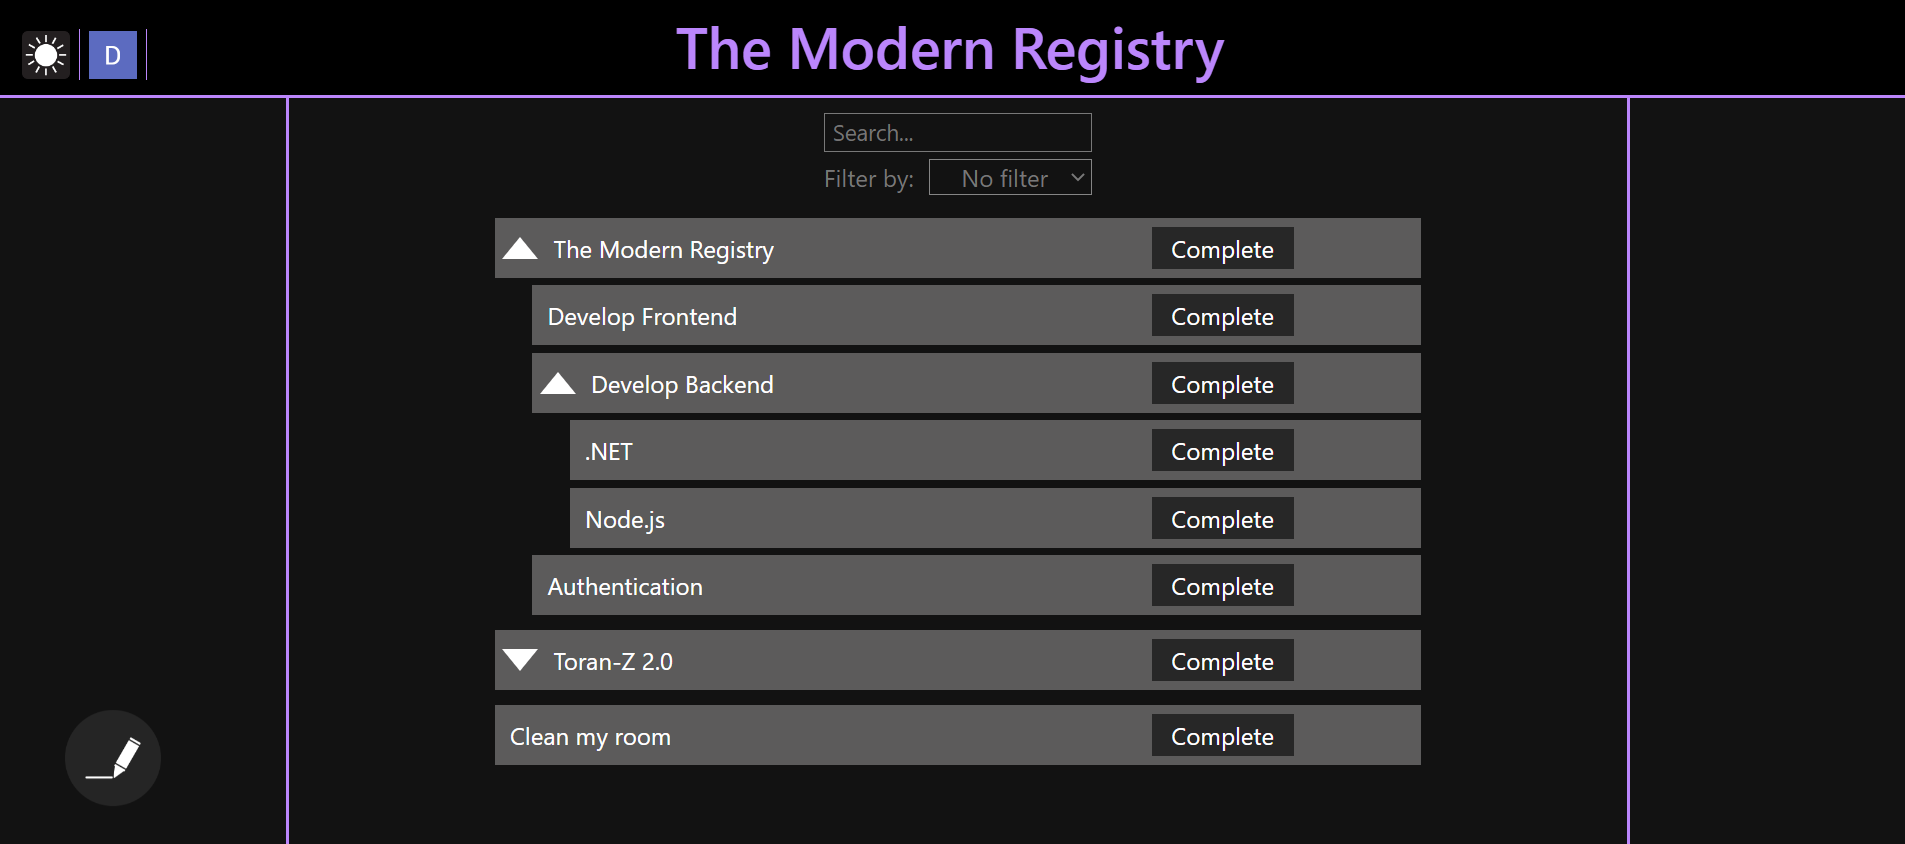 D
The Modern Registry
Search...
Filter by: No filter
The Modern Registry Complete
Develop Frontend Complete
Develop Backend Complete
.NET Complete
Node.js Complete
Authentication Complete
Toran-Z 2.0 Complete
Clean my room Complete